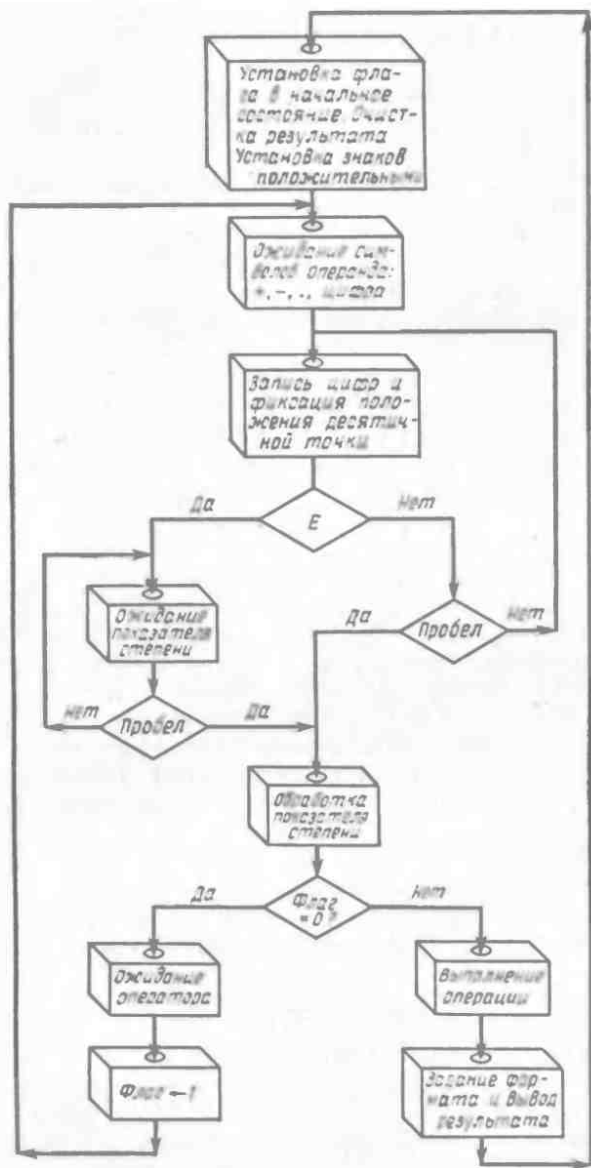 Установка фла-
га в начальное
состояние. Очист-
ка результата
Установка знаков
положительными
Ожидание сим-
волов операнда:
+, -, ., цифра
Запись цифр и
фиксация поло-
жения десятич-
ной точки
Да
E
Нет
Ожидание
показателя
степени
Да
Пробел
Нет
Нет
Пробел
Да
Обработка
показателя
степени
Да
Флаг
= 0 ?
Нет
Ожидание
оператора
Выполнение
операции
Флаг ← 1
Задание фор-
мата и вывод
результата